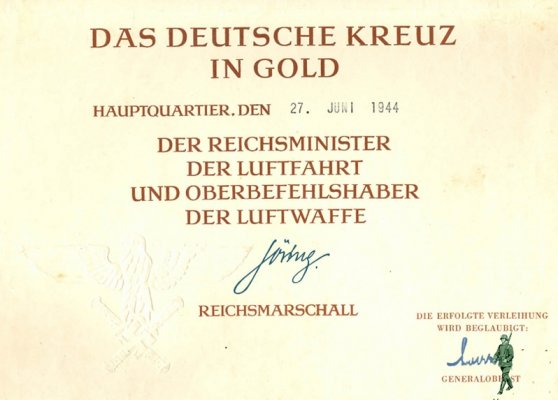 DAS DEUTSCHE KREUZ
IN GOLD
HAUPTQUARTIER.DEN 27. JUNI 1944
DER REICHSMINISTER
DER LUFTFAHRT
UND OBERBEFEHLSHABER
DER LUFTWAFFE
Göring.
REICHSMARSCHALL
DIE ERFOLGTE VERLEIHUNG
WIRD BEGLAUBIGT:
GENERALOBERST